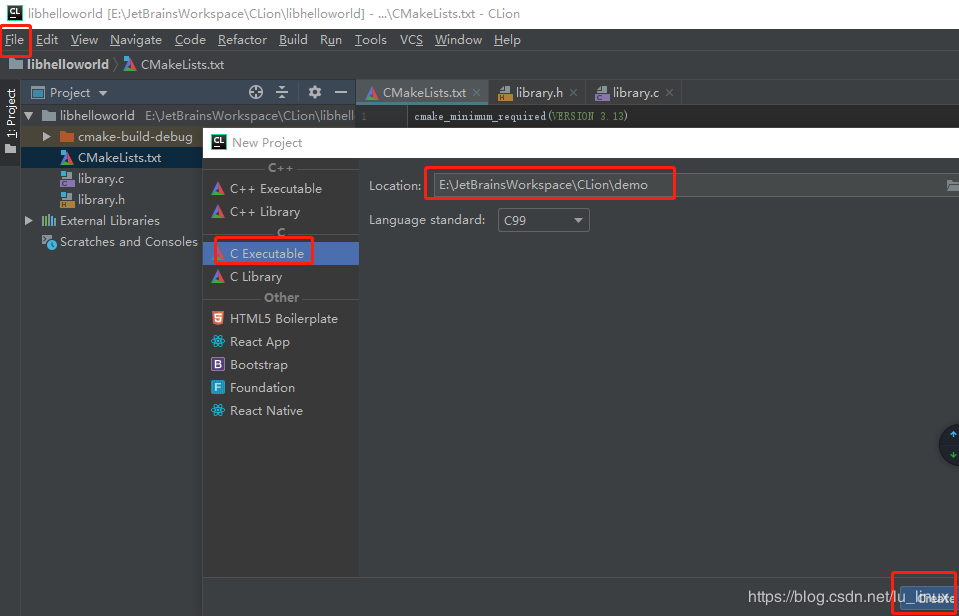 libhelloworld [E:\JetBrainsWorkspace\CLion\libhelloworld] - ...\CMakeLists.txt - CLion
File Edit View Navigate Code Refactor Build Run Tools VCS Window Help
libhelloworld CMakeLists.txt
1: Project
Project
CMakeLists.txt library.h library.c
libhelloworld E:\JetBrainsWorkspace\CLion\libhell
1 cmake_minimum_required(VERSION 3.13)
cmake-build-debug
CMakeLists.txt
library.c
library.h
External Libraries
Scratches and Consoles
New Project
C++
C++ Executable
C++ Library
C
C Executable
C Library
Other
HTML5 Boilerplate
React App
Bootstrap
Foundation
React Native
Location: E:\JetBrainsWorkspace\CLion\demo
Language standard: C99
Create
https://blog.csdn.net/lu_linux